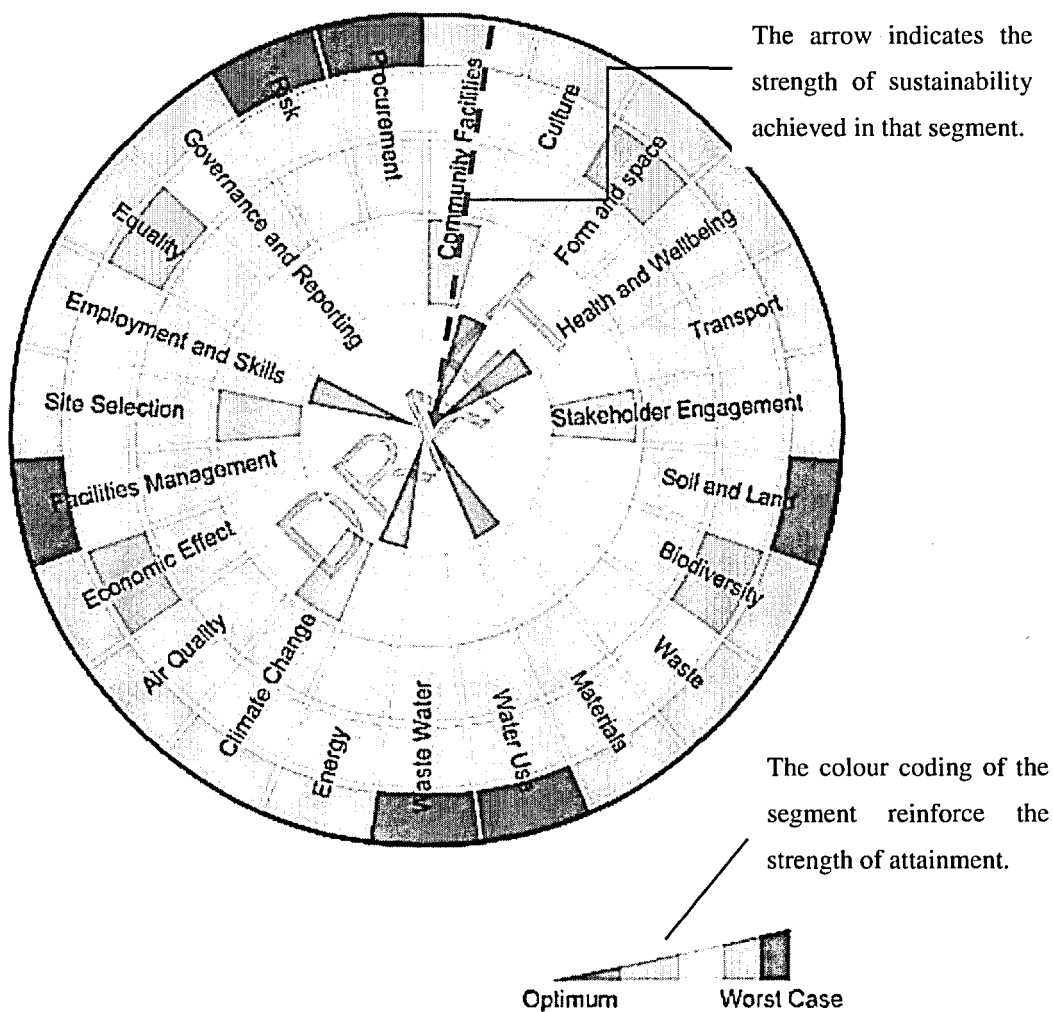 The arrow indicates the
strength of sustainability
achieved in that segment.
Community Facilities
Culture
Form and space
Health and Wellbeing
Transport
Stakeholder Engagement
Soil and Land
Biodiversity
Waste
Materials
Water Use
Waste Water
Energy
Climate Change
Air Quality
Economic Effect
Facilities Management
Site Selection
Employment and Skills
Equality
Governance and Reporting
Risk
Procurement
The colour coding of the
segment reinforce the
strength of attainment.
Optimum
Worst Case